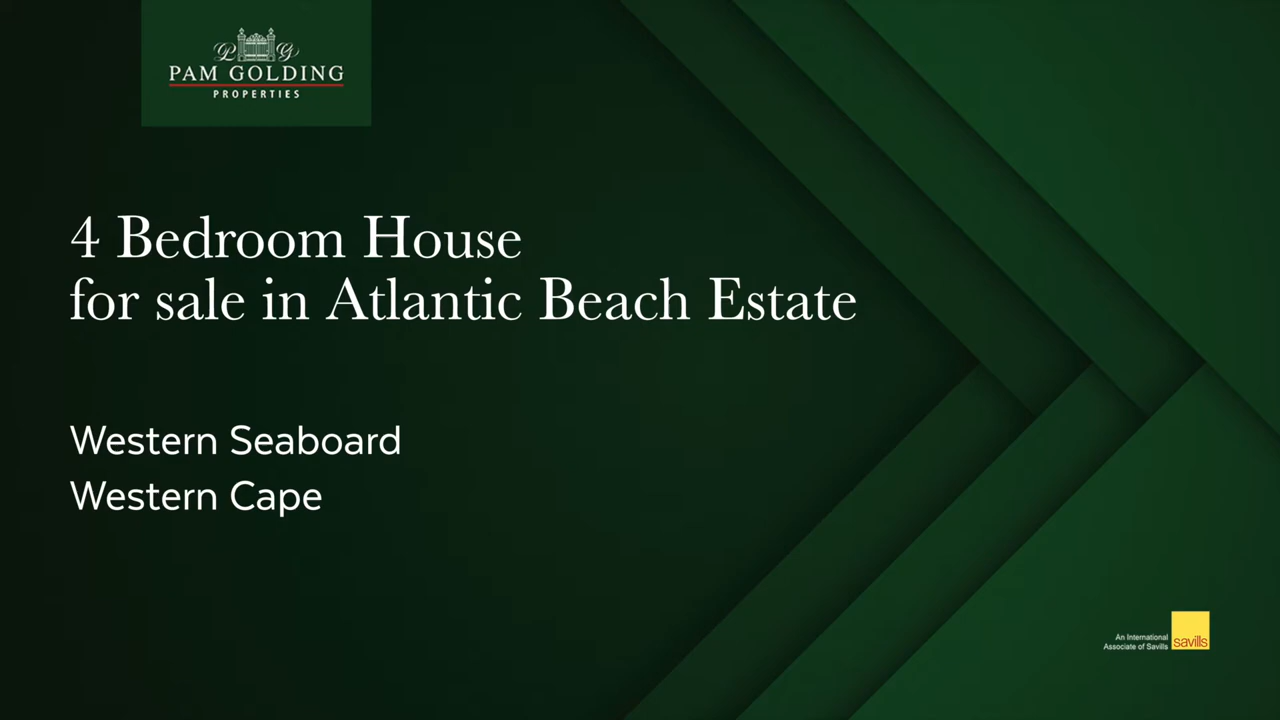 PAM GOLDING
PROPERTIES
4 Bedroom House
for sale in Atlantic Beach Estate
Western Seaboard
Western Cape
An International
Associate of Savills
savills